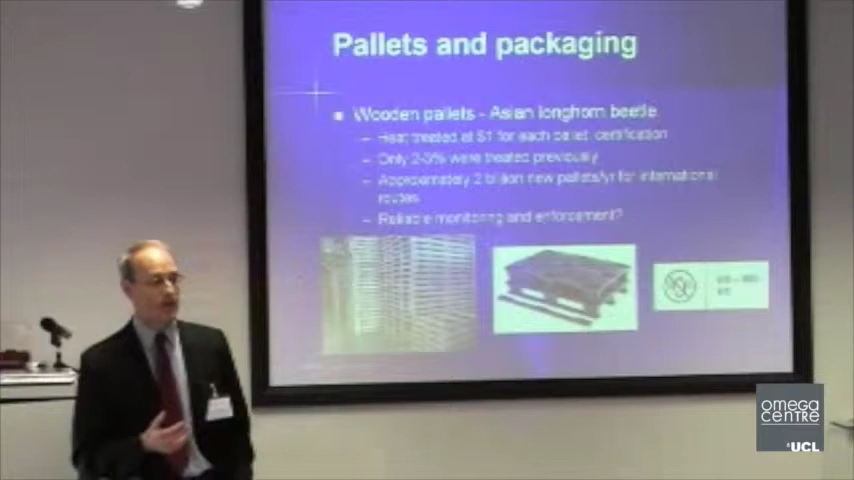 Pallets and packaging
Wooden pallets - Asian longhorn beetle
– Heat treated at $1 for each pallet, certification
– Only 2-3% were treated previously
– Approximately 2 billion new pallets/yr for international
routes
– Reliable monitoring and enforcement?
omega
centre
UCL